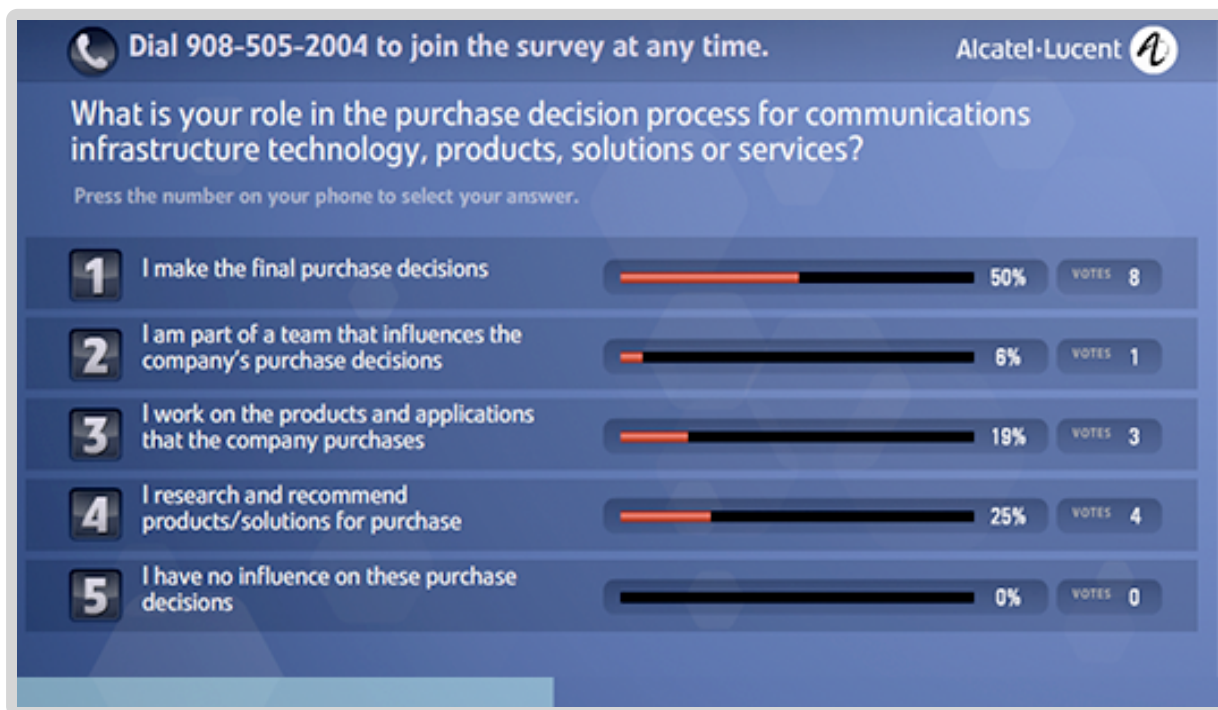 Dial 908-505-2004 to join the survey at any time.
Alcatel·Lucent
What is your role in the purchase decision process for communications
infrastructure technology, products, solutions or services?
Press the number on your phone to select your answer.
1 I make the final purchase decisions 50% VOTES 8
2 I am part of a team that influences the
company's purchase decisions 6% VOTES 1
3 I work on the products and applications
that the company purchases 19% VOTES 3
4 I research and recommend
products/solutions for purchase 25% VOTES 4
5 I have no influence on these purchase
decisions 0% VOTES 0